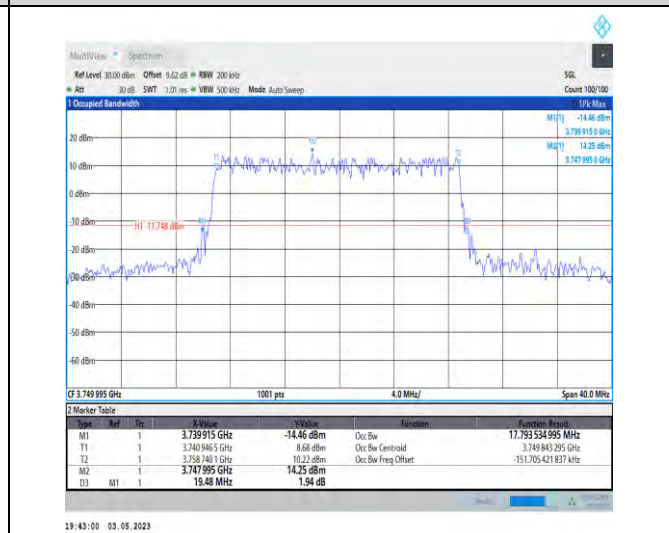 MultiView Spectrum
Ref Level 30.00 dBm Offset 9.62 dB RBW 200 kHz SGL
Att 30 dB SWT 1.01 ms VBW 500 kHz Mode Auto Sweep Count 100/100
1 Occupied Bandwidth 1Pk Max
M1[1] -14.46 dBm
3.739 915 0 GHz
M2[1] 14.25 dBm
3.747 995 0 GHz
20 dBm
10 dBm
0 dBm
-10 dBm
H1 -11.748 dBm
-20 dBm
-30 dBm
-40 dBm
-50 dBm
-60 dBm
M2
T1
T2
CF 3.749 995 GHz 1001 pts 4.0 MHz/ Span 40.0 MHz
2 Marker Table
Type Ref Trc X-Value Y-Value Function Function Result
M1 1 3.739 915 GHz -14.46 dBm Occ Bw 17.793 534 995 MHz
T1 1 3.740 946 5 GHz 8.68 dBm Occ Bw Centroid 3.749 843 295 GHz
T2 1 3.758 740 1 GHz 10.22 dBm Occ Bw Freq Offset -151.705 421 837 kHz
M2 1 3.747 995 GHz 14.25 dBm
D3 M1 1 19.48 MHz 1.94 dB
19:43:00 03.05.2023